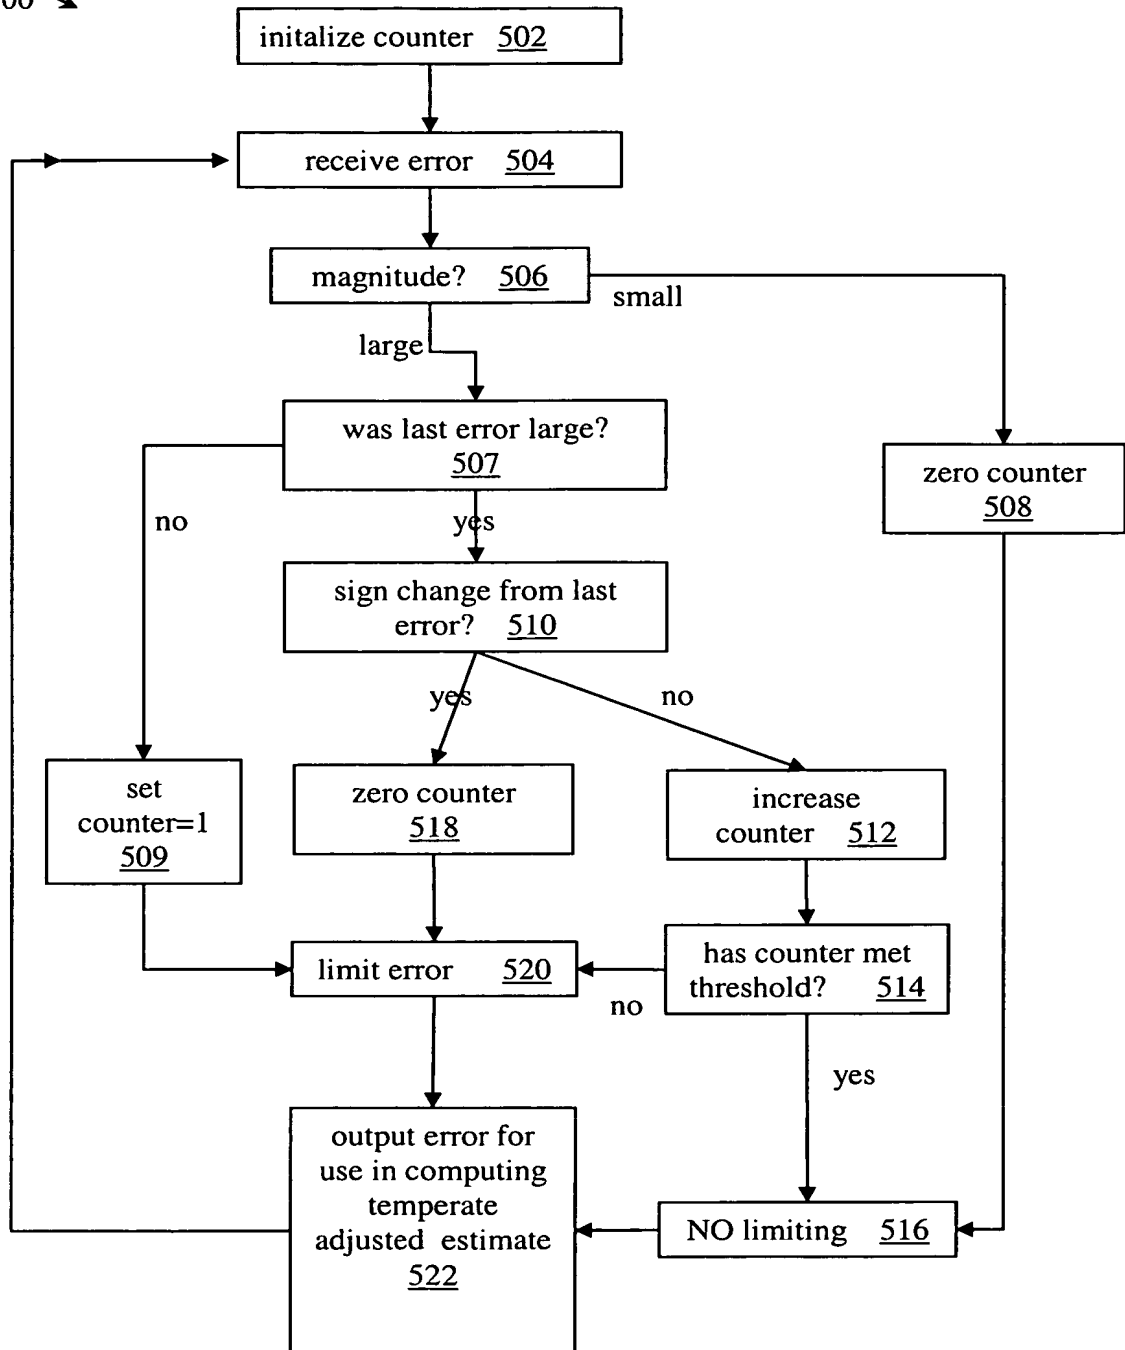 00
initalize counter 502
receive error 504
magnitude? 506
small
large
was last error large?
507
zero counter
508
no
yes
sign change from last
error? 510
yes
no
set
counter=1
509
zero counter
518
increase
counter 512
limit error 520
has counter met
threshold? 514
no
yes
output error for
use in computing
temperate
adjusted estimate
522
NO limiting 516